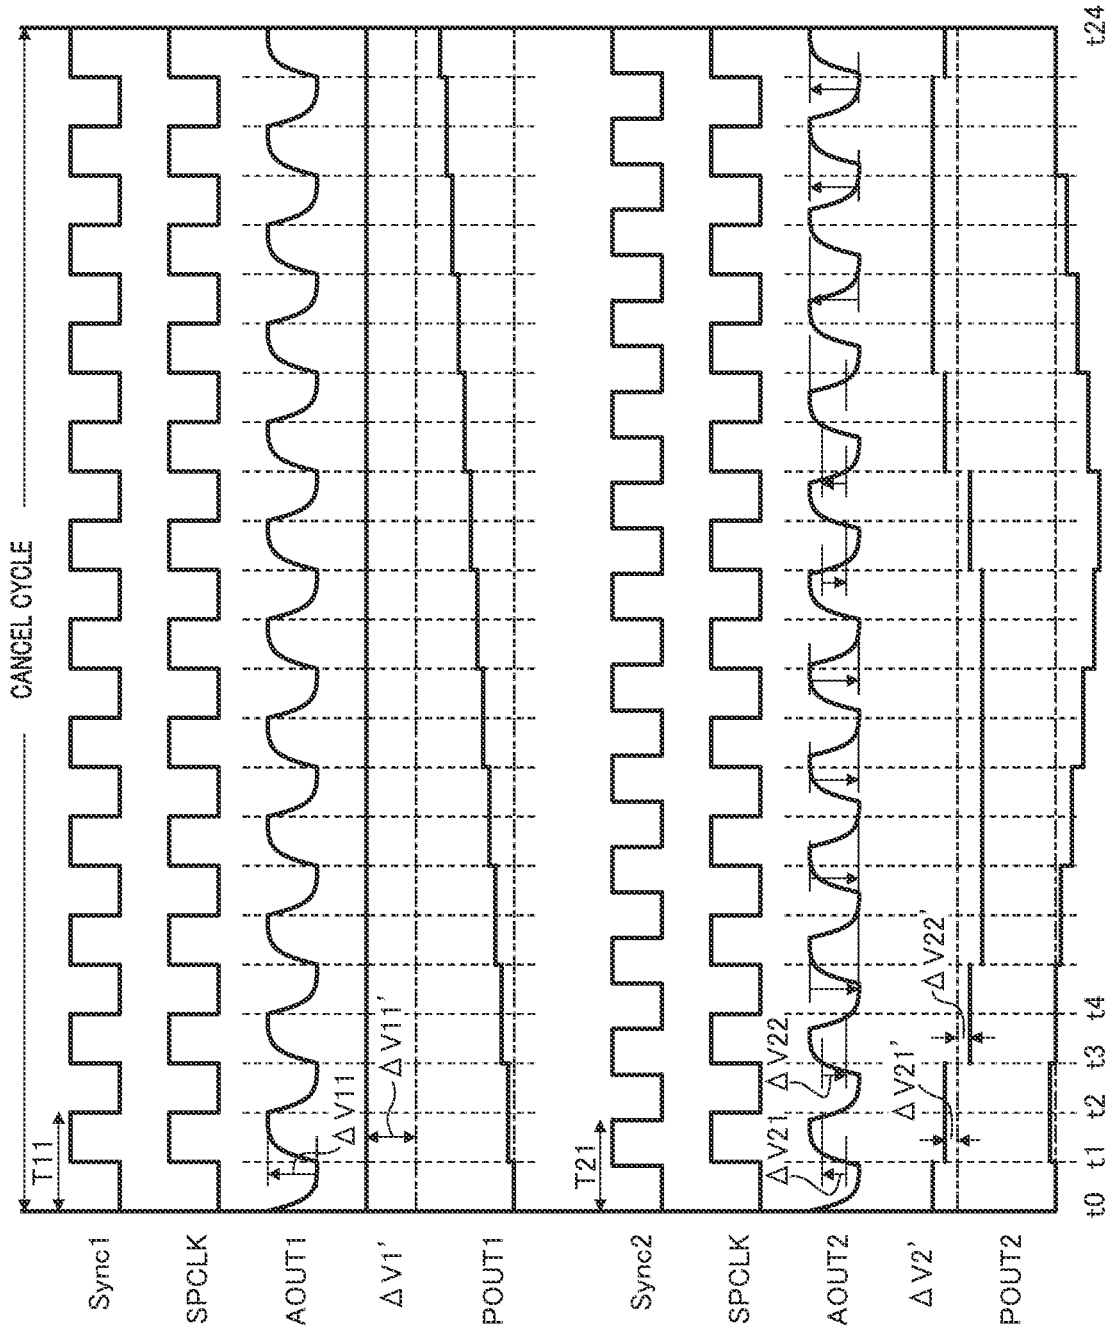 CANCEL CYCLE
T11
Sync1
SPCLK
AOUT1
ΔV11
ΔV1'
ΔV11'
POUT1
T21
Sync2
SPCLK
AOUT2
ΔV21
ΔV22
ΔV2'
ΔV21'
ΔV22'
POUT2
t0 t1 t2 t3 t4 t24